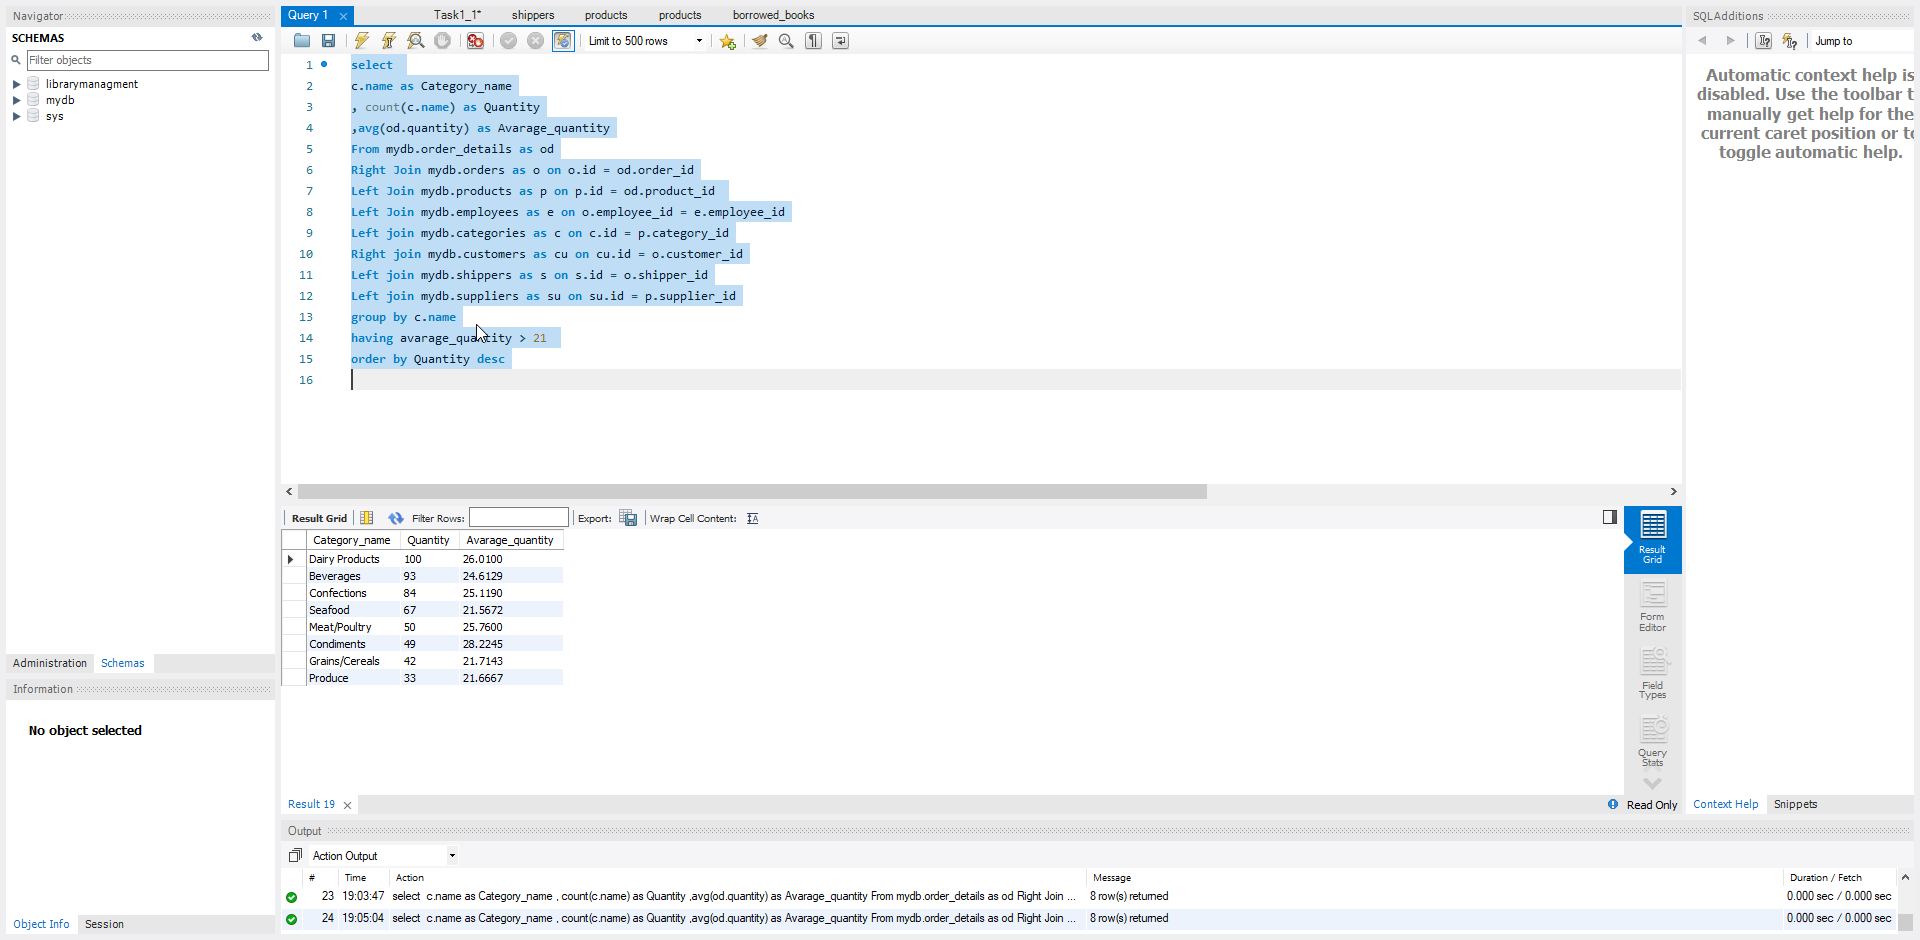 Navigator
SCHEMAS
Filter objects
librarymanagment
mydb
sys
Administration Schemas
Information
No object selected
Object Info Session
Query 1 Task1_1* shippers products products borrowed_books
Limit to 500 rows
1 select
2 c.name as Category_name
3 , count(c.name) as Quantity
4 ,avg(od.quantity) as Avarage_quantity
5 From mydb.order_details as od
6 Right Join mydb.orders as o on o.id = od.order_id
7 Left Join mydb.products as p on p.id = od.product_id
8 Left Join mydb.employees as e on o.employee_id = e.employee_id
9 Left join mydb.categories as c on c.id = p.category_id
10 Right join mydb.customers as cu on cu.id = o.customer_id
11 Left join mydb.shippers as s on s.id = o.shipper_id
12 Left join mydb.suppliers as su on su.id = p.supplier_id
13 group by c.name
14 having avarage_quantity > 21
15 order by Quantity desc
16
Result Grid Filter Rows: Export: Wrap Cell Content:
Category_name Quantity Avarage_quantity
Dairy Products 100 26.0100
Beverages 93 24.6129
Confections 84 25.1190
Seafood 67 21.5672
Meat/Poultry 50 25.7600
Condiments 49 28.2245
Grains/Cereals 42 21.7143
Produce 33 21.6667
Result
Grid
Form
Editor
Field
Types
Query
Stats
Result 19 Read Only
Output
Action Output
# Time Action Message Duration / Fetch
23 19:03:47 select c.name as Category_name , count(c.name) as Quantity ,avg(od.quantity) as Avarage_quantity From mydb.order_details as od Right Join ... 8 row(s) returned 0.000 sec / 0.000 sec
24 19:05:04 select c.name as Category_name , count(c.name) as Quantity ,avg(od.quantity) as Avarage_quantity From mydb.order_details as od Right Join ... 8 row(s) returned 0.000 sec / 0.000 sec
SQLAdditions
Jump to
Automatic context help is
disabled. Use the toolbar t
manually get help for the
current caret position or to
toggle automatic help.
Context Help Snippets